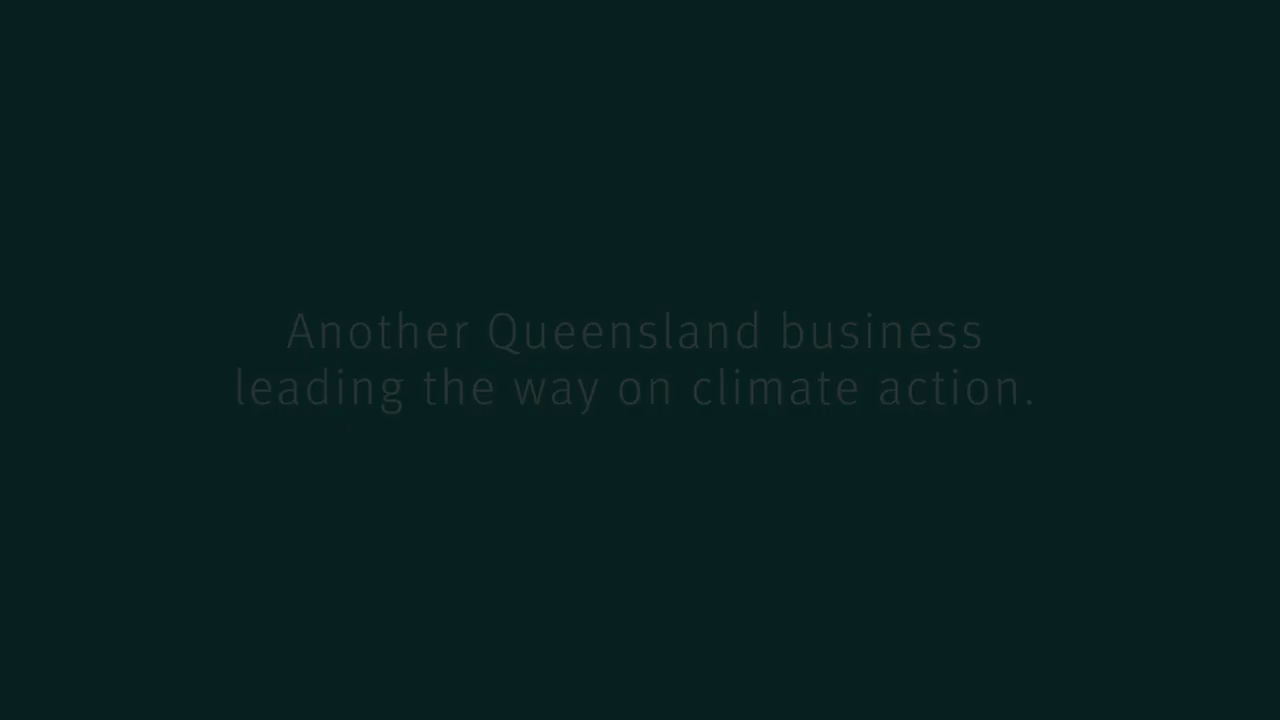 Another Queensland business
leading the way on climate action.